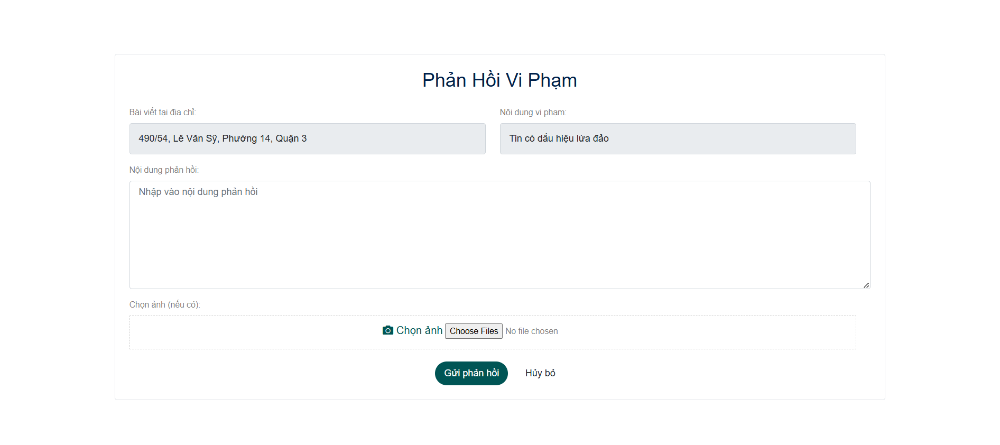 Phản Hồi Vi Phạm
Bài viết tại địa chỉ:
490/54, Lê Văn Sỹ, Phường 14, Quận 3
Nội dung vi phạm:
Tin có dấu hiệu lừa đảo
Nội dung phản hồi:
Nhập vào nội dung phản hồi
Chọn ảnh (nếu có):
Chọn ảnh Choose Files No file chosen
Gửi phản hồi Hủy bỏ